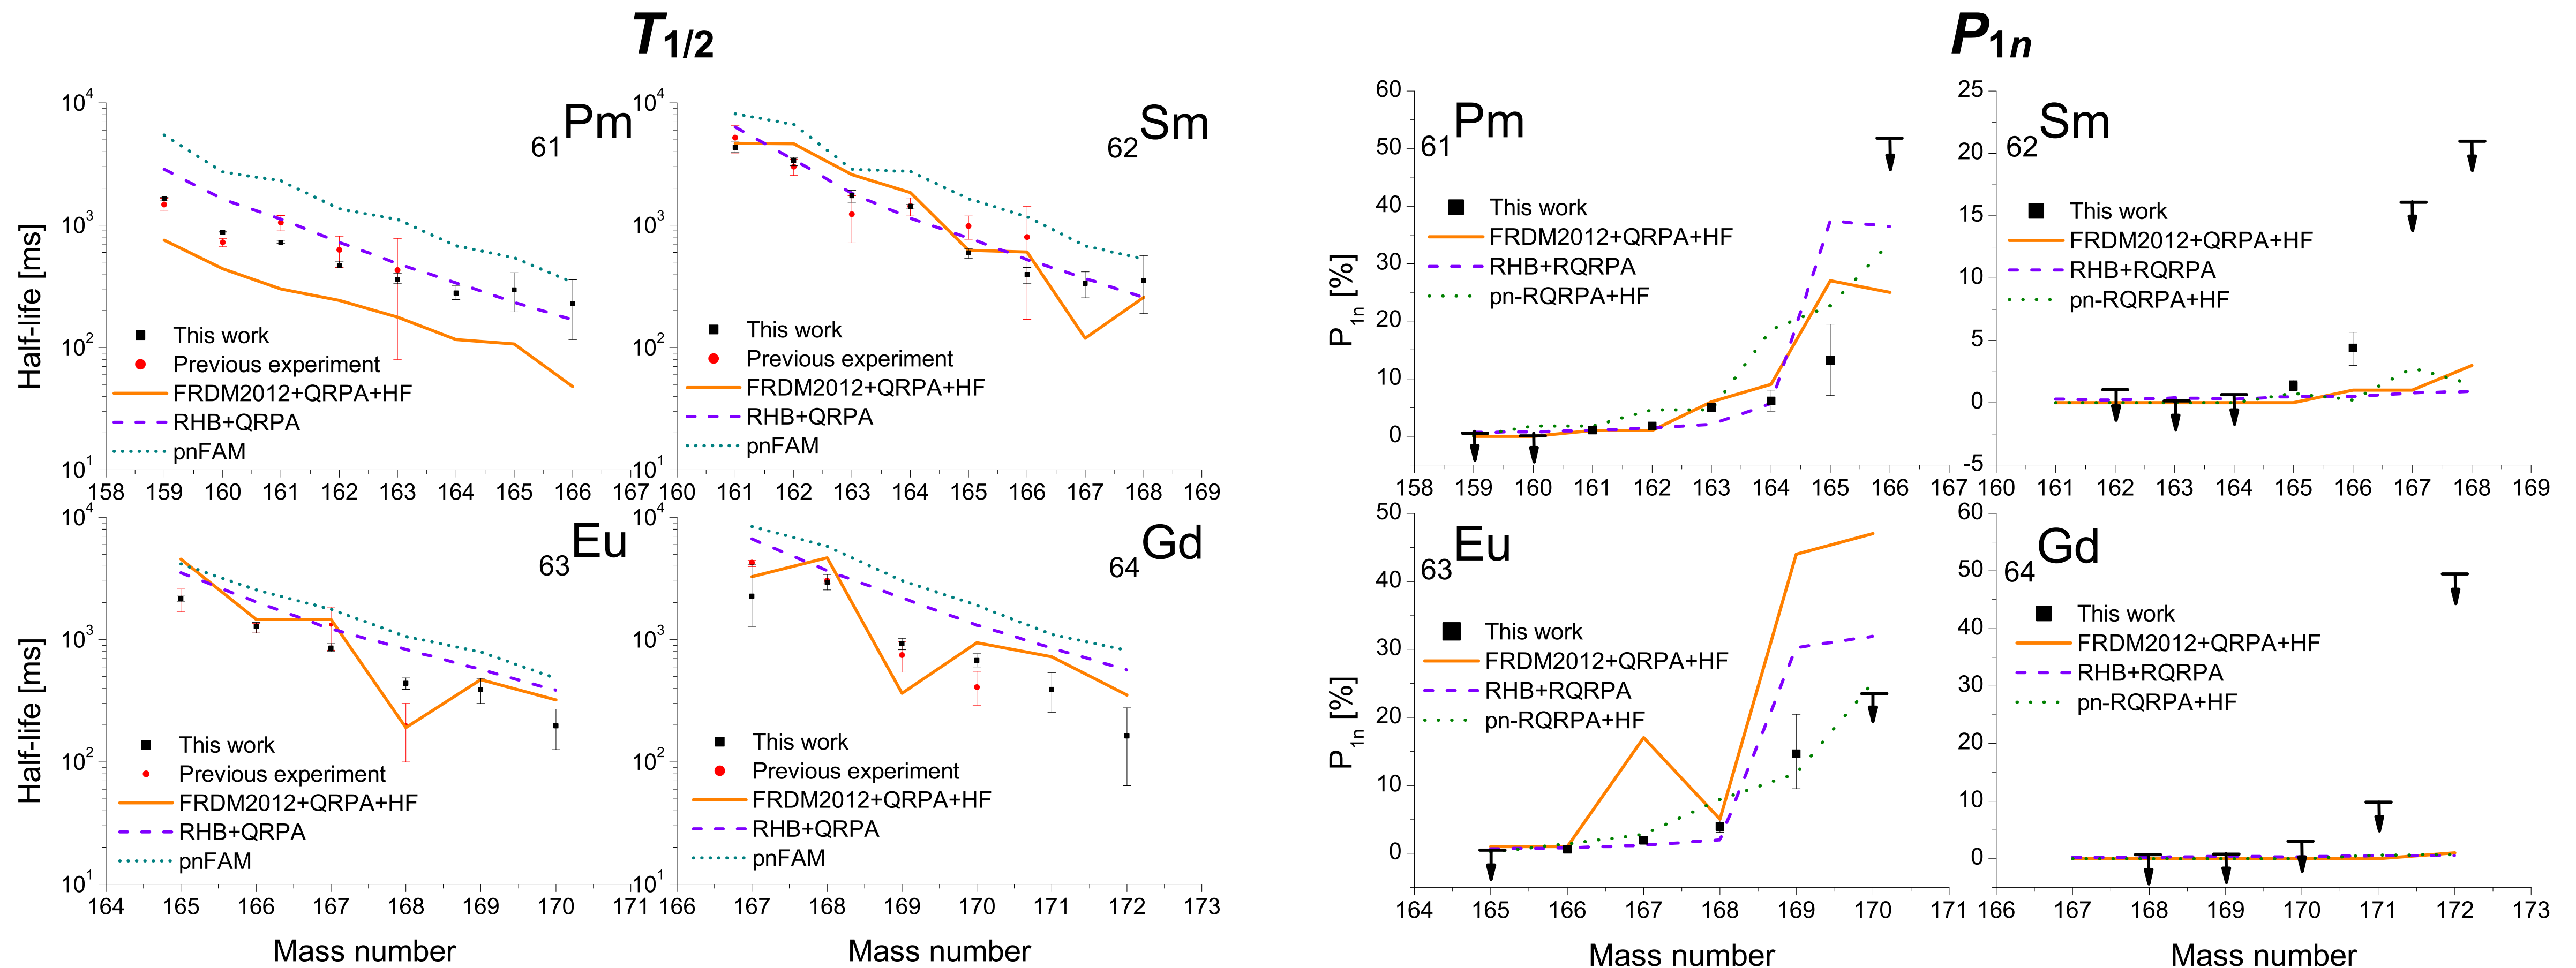 T1/2
P1n
Half-life [ms]
10^4
10^3
10^2
10^1
61Pm
This work
Previous experiment
FRDM2012+QRPA+HF
RHB+QRPA
pnFAM
158 159 160 161 162 163 164 165 166 167
10^4
10^3
10^2
10^1
62Sm
This work
Previous experiment
FRDM2012+QRPA+HF
RHB+QRPA
pnFAM
160 161 162 163 164 165 166 167 168 169
P1n [%]
60
50
40
30
20
10
0
61Pm
This work
FRDM2012+QRPA+HF
RHB+RQRPA
pn-RQRPA+HF
158 159 160 161 162 163 164 165 166 167
25
20
15
10
5
0
-5
62Sm
This work
FRDM2012+QRPA+HF
RHB+RQRPA
pn-RQRPA+HF
160 161 162 163 164 165 166 167 168 169
Half-life [ms]
10^4
10^3
10^2
10^1
63Eu
This work
Previous experiment
FRDM2012+QRPA+HF
RHB+QRPA
pnFAM
164 165 166 167 168 169 170 171
Mass number
10^4
10^3
10^2
10^1
64Gd
This work
Previous experiment
FRDM2012+QRPA+HF
RHB+QRPA
pnFAM
166 167 168 169 170 171 172 173
Mass number
P1n [%]
50
40
30
20
10
0
63Eu
This work
FRDM2012+QRPA+HF
RHB+RQRPA
pn-RQRPA+HF
164 165 166 167 168 169 170 171
Mass number
60
50
40
30
20
10
0
64Gd
This work
FRDM2012+QRPA+HF
RHB+RQRPA
pn-RQRPA+HF
166 167 168 169 170 171 172 173
Mass number